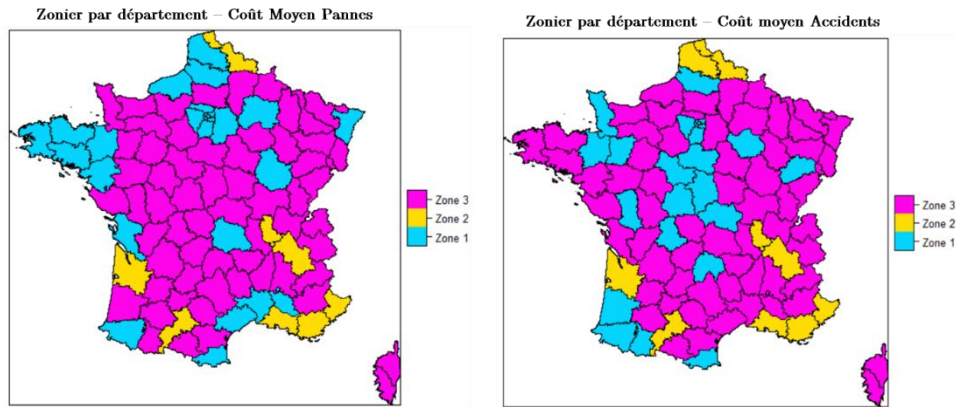 Zonier par département – Coût Moyen Pannes
Zone 3
Zone 2
Zone 1
Zonier par département – Coût moyen Accidents
Zone 3
Zone 2
Zone 1